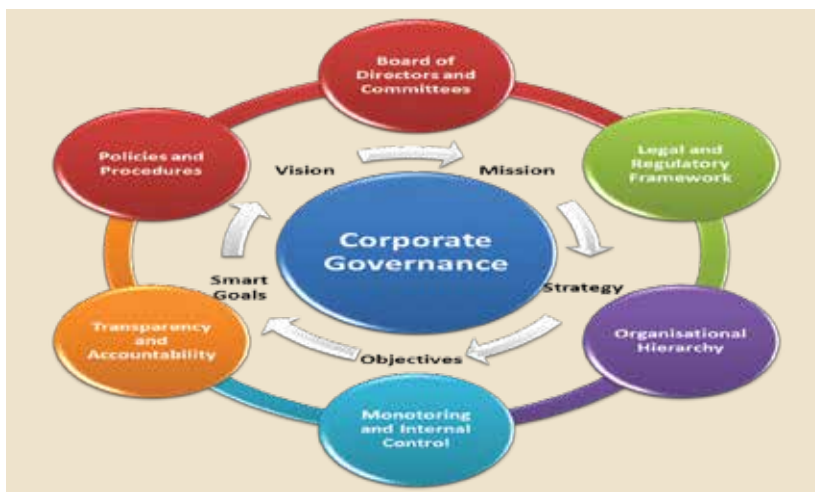 Board of
Directors and
Committees
Policies and
Procedures
Legal and
Regulatory
Framework
Vision
Mission
Corporate
Governance
Smart
Goals
Strategy
Transparency
and
Accountability
Organisational
Hierarchy
Objectives
Monotoring
and Internal
Control